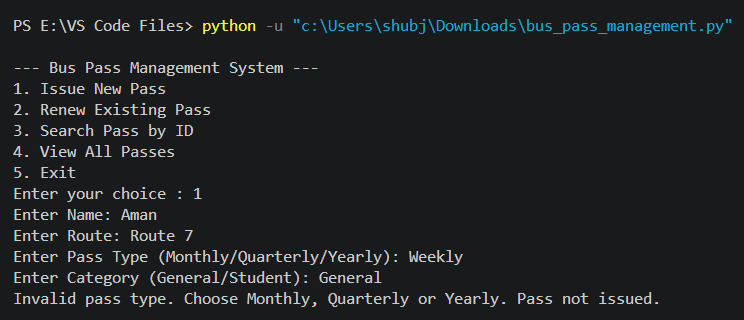 PS E:\VS Code Files> python -u "c:\Users\shubj\Downloads\bus_pass_management.py"
--- Bus Pass Management System ---
1. Issue New Pass
2. Renew Existing Pass
3. Search Pass by ID
4. View All Passes
5. Exit
Enter your choice : 1
Enter Name: Aman
Enter Route: Route 7
Enter Pass Type (Monthly/Quarterly/Yearly): Weekly
Enter Category (General/Student): General
Invalid pass type. Choose Monthly, Quarterly or Yearly. Pass not issued.